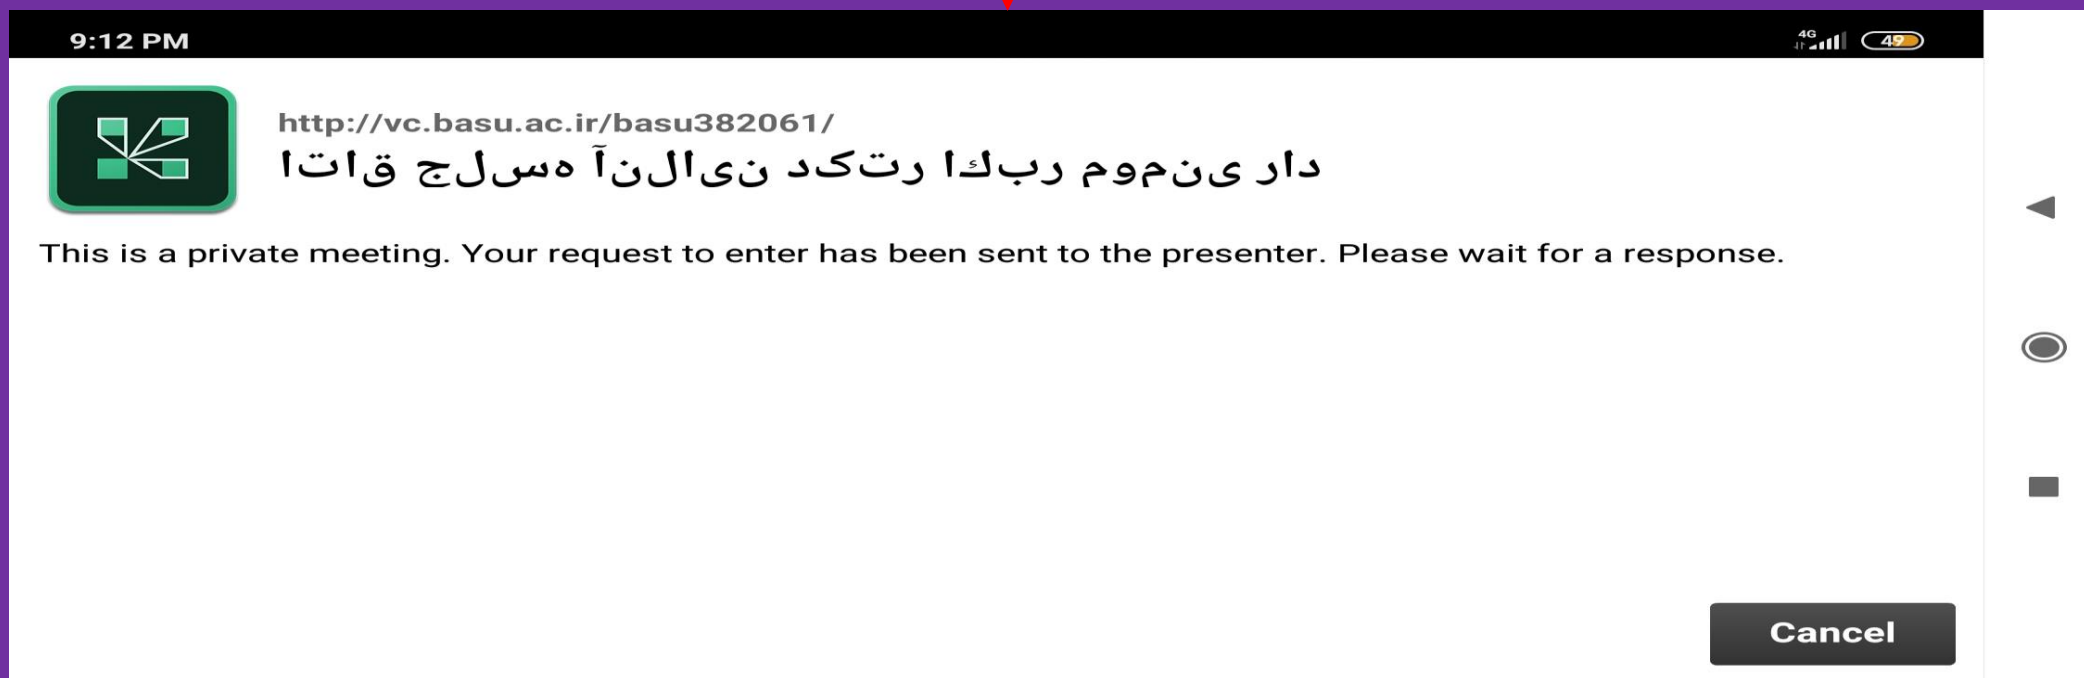 9:12 PM 4G 49
http://vc.basu.ac.ir/basu382061/
اتاق جلسه آنلاین دکتر اكبر مومنی راد
This is a private meeting. Your request to enter has been sent to the presenter. Please wait for a response.
Cancel